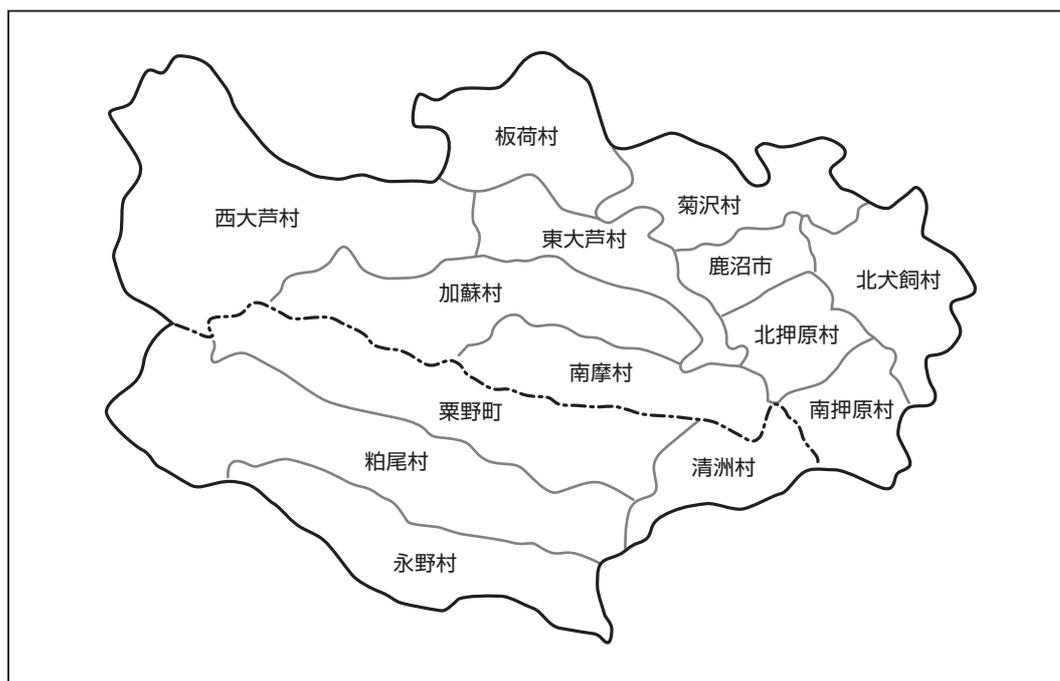 板荷村
菊沢村
西大芦村
東大芦村
鹿沼市
北犬飼村
加蘇村
北押原村
南摩村
南押原村
粟野町
粕尾村
清洲村
永野村